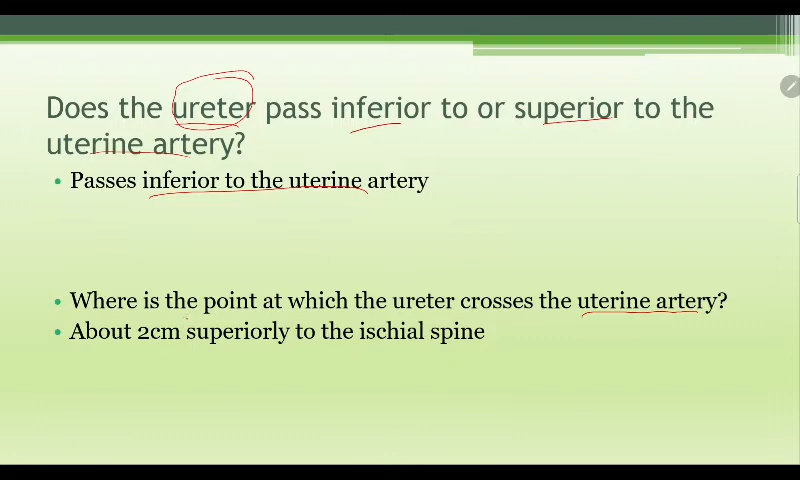 Does the ureter pass inferior to or superior to the
uterine artery?
• Passes inferior to the uterine artery
• Where is the point at which the ureter crosses the uterine artery?
• About 2cm superiorly to the ischial spine